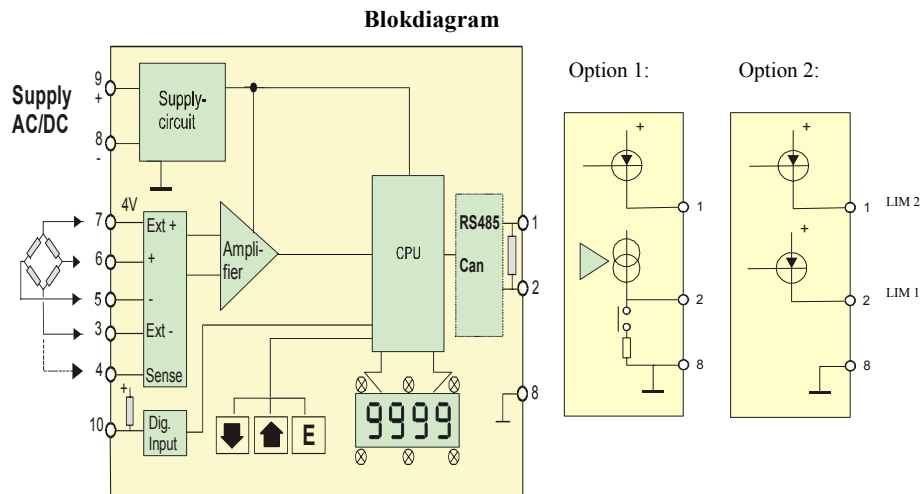 Blokdiagram
Option 1:
Option 2:
Supply
AC/DC
9
+
8
-
Supply-
circuit
7
4V
Ext +
6
+
5
-
3
Ext -
4
Sense
+
10
Dig.
Input
Ampli-
fier
CPU
RS485
Can
1
2
8
E
9999
+
1
2
8
+
1
LIM 2
2
LIM 1
8